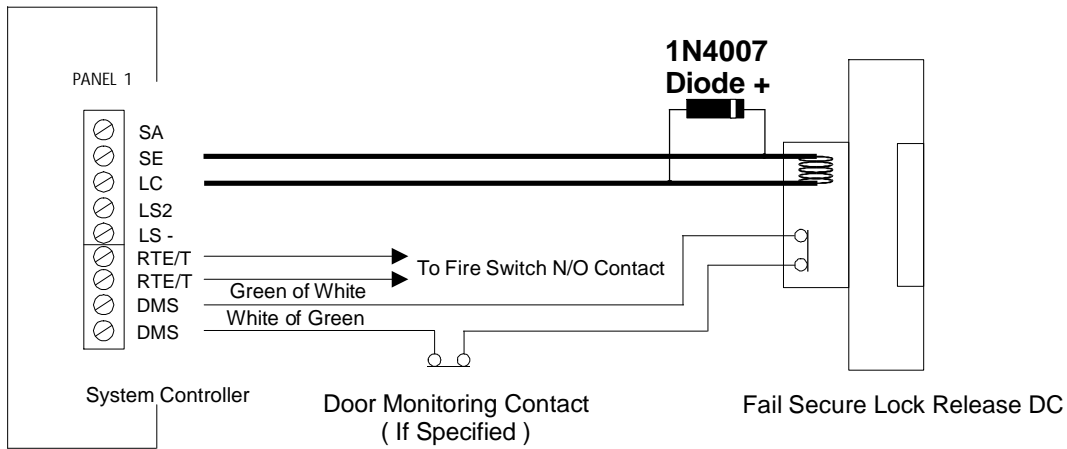 1N4007
Diode +
PANEL 1
SA
SE
LC
LS2
LS -
RTE/T
To Fire Switch N/O Contact
RTE/T
Green of White
DMS
White of Green
DMS
System Controller
Door Monitoring Contact
( If Specified )
Fail Secure Lock Release DC